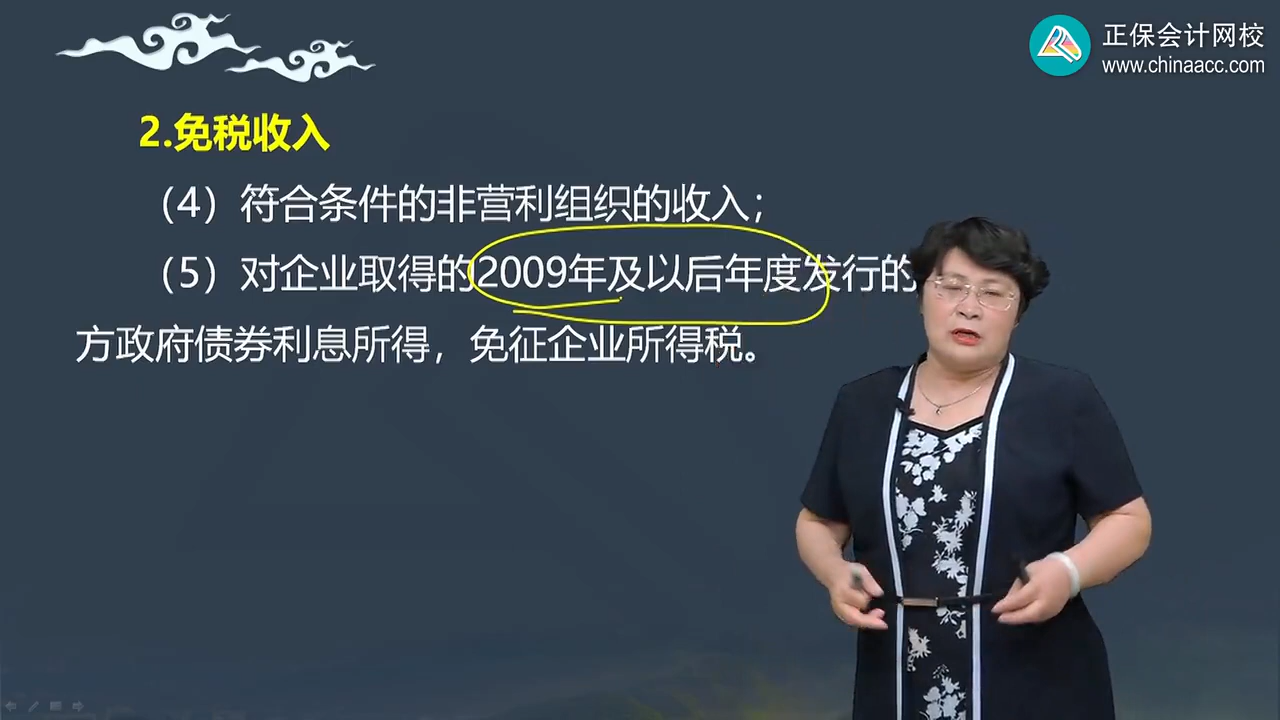 正保会计网校
www.chinaacc.com
2.免税收入
（4）符合条件的非营利组织的收入；
（5）对企业取得的2009年及以后年度发行的
方政府债券利息所得，免征企业所得税。